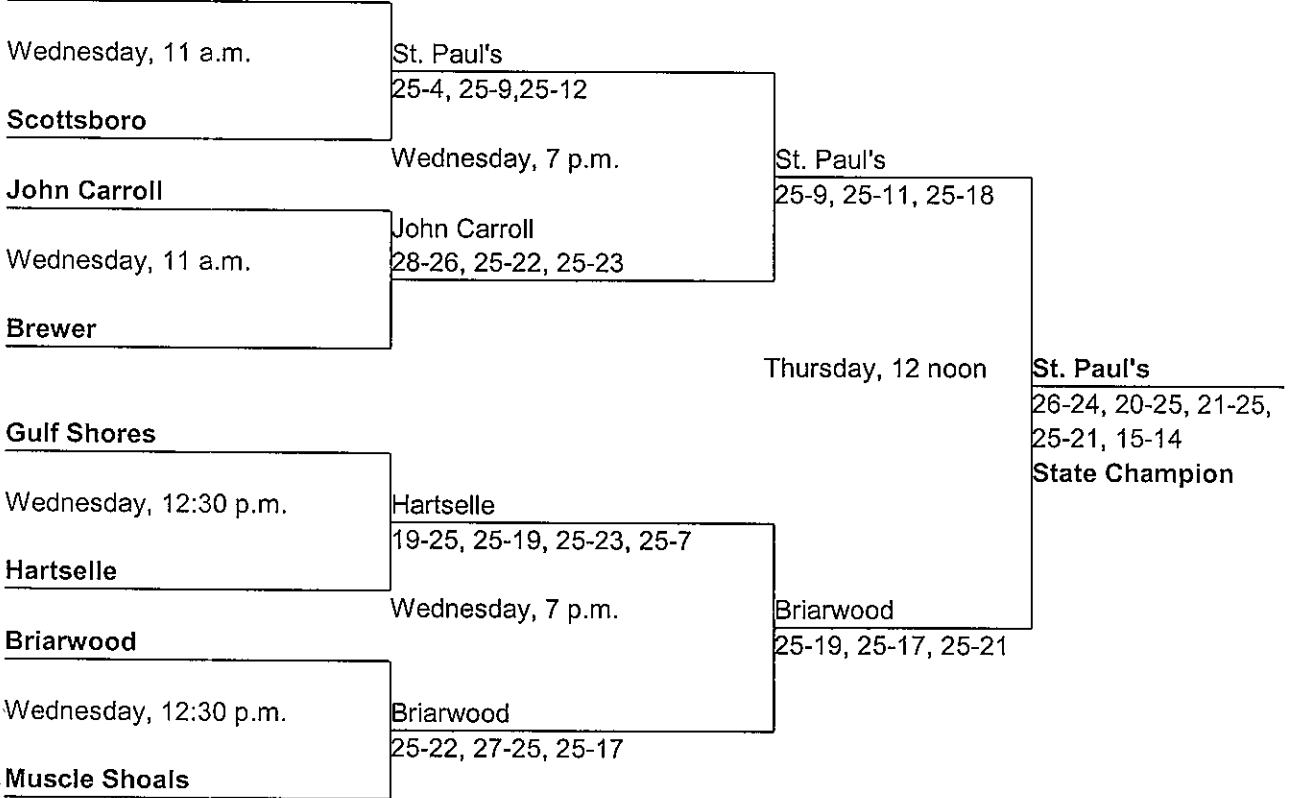 Wednesday, 11 a.m.
St. Paul's
25-4, 25-9,25-12
Scottsboro
Wednesday, 7 p.m.
St. Paul's
25-9, 25-11, 25-18
John Carroll
John Carroll
28-26, 25-22, 25-23
Wednesday, 11 a.m.
Brewer
Thursday, 12 noon
St. Paul's
26-24, 20-25, 21-25,
25-21, 15-14
State Champion
Gulf Shores
Wednesday, 12:30 p.m.
Hartselle
19-25, 25-19, 25-23, 25-7
Hartselle
Wednesday, 7 p.m.
Briarwood
25-19, 25-17, 25-21
Briarwood
Wednesday, 12:30 p.m.
Briarwood
25-22, 27-25, 25-17
Muscle Shoals